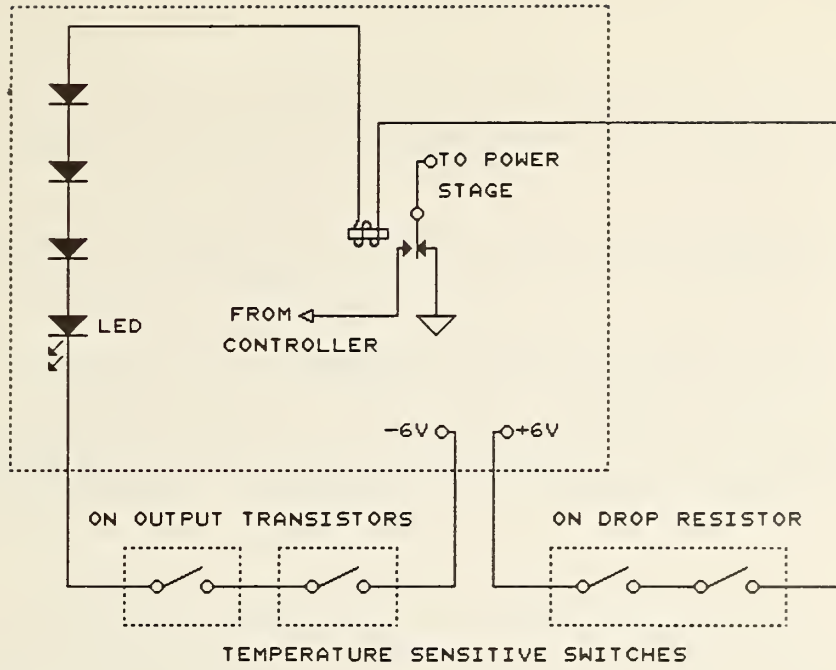 TO POWER
STAGE
LED
FROM
CONTROLLER
-6V
+6V
ON OUTPUT TRANSISTORS
ON DROP RESISTOR
TEMPERATURE SENSITIVE SWITCHES